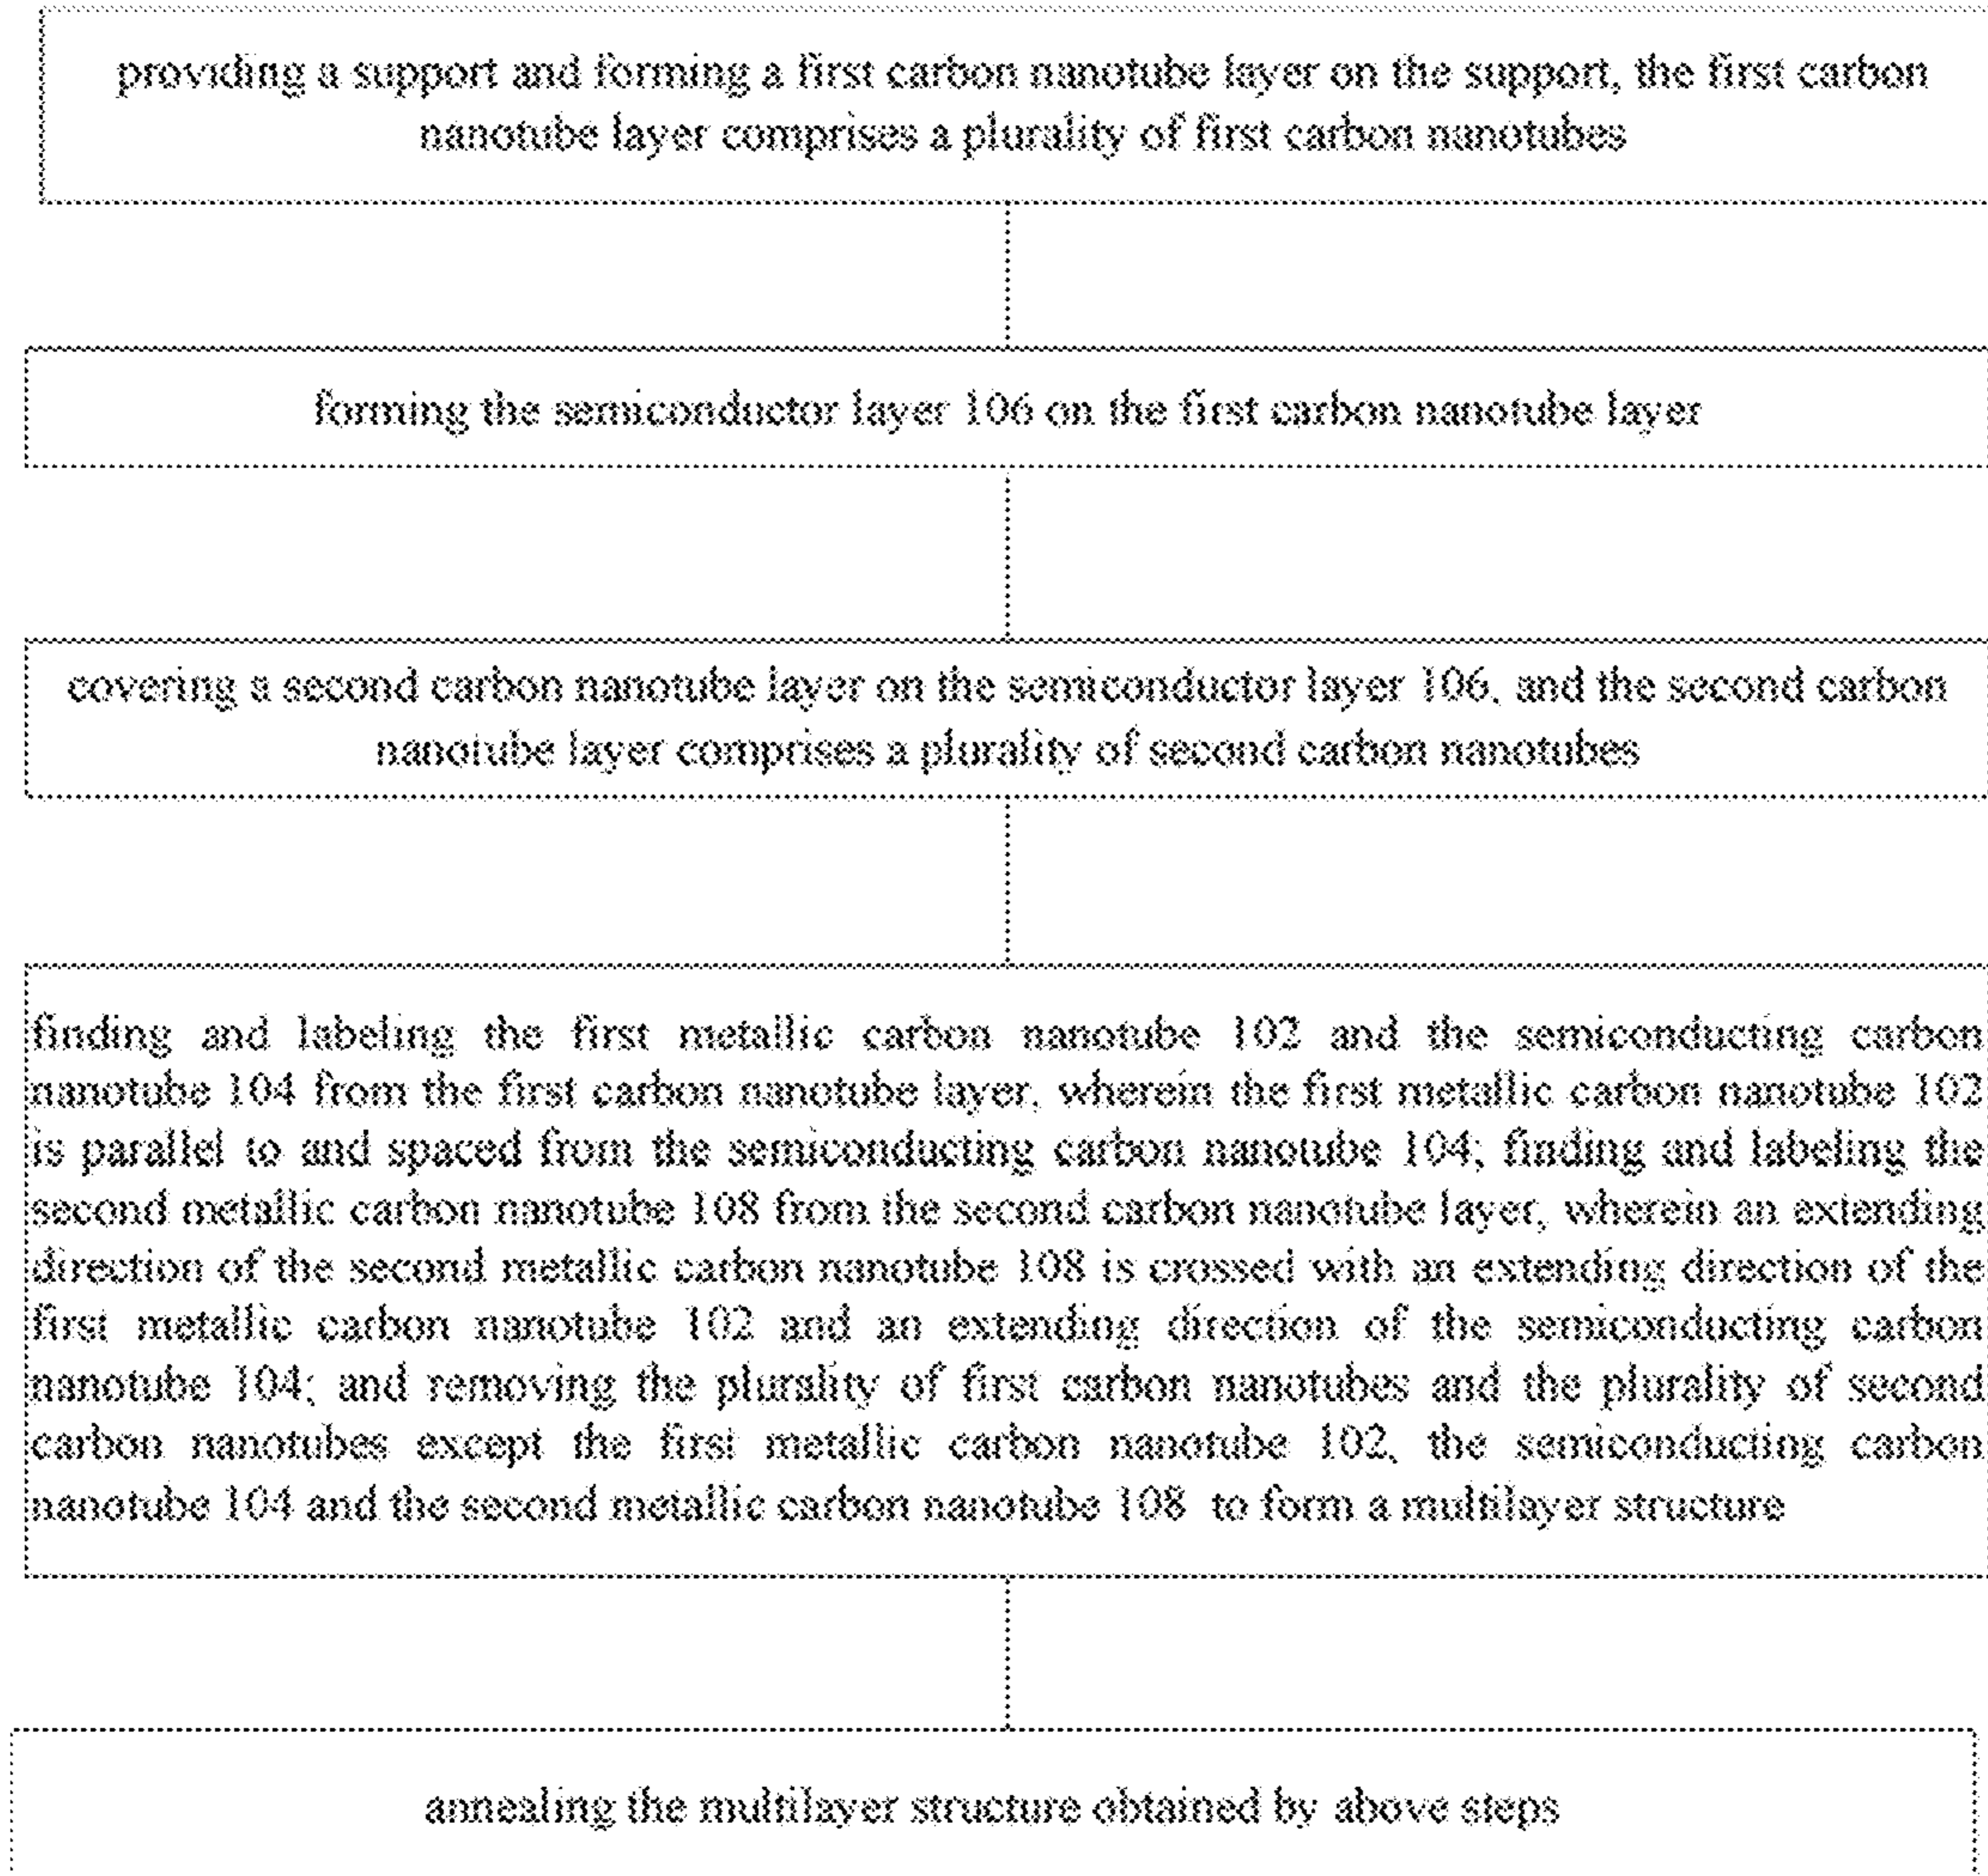 providing a support and forming a first carbon nanotube layer on the support, the first carbon
nanotube layer comprises a plurality of first carbon nanotubes
forming the semiconductor layer 106 on the first carbon nanotube layer
covering a second carbon nanotube layer on the semiconductor layer 106, and the second carbon
nanotube layer comprises a plurality of second carbon nanotubes
finding and labeling the first metallic carbon nanotube 102 and the semiconducting carbon
nanotube 104 from the first carbon nanotube layer, wherein the first metallic carbon nanotube 102
is parallel to and spaced from the semiconducting carbon nanotube 104; finding and labeling the
second metallic carbon nanotube 108 from the second carbon nanotube layer, wherein an extending
direction of the second metallic carbon nanotube 108 is crossed with an extending direction of the
first metallic carbon nanotube 102 and an extending direction of the semiconducting carbon
nanotube 104; and removing the plurality of first carbon nanotubes and the plurality of second
carbon nanotubes except the first metallic carbon nanotube 102, the semiconducting carbon
nanotube 104 and the second metallic carbon nanotube 108 to form a multilayer structure
annealing the multilayer structure obtained by above steps